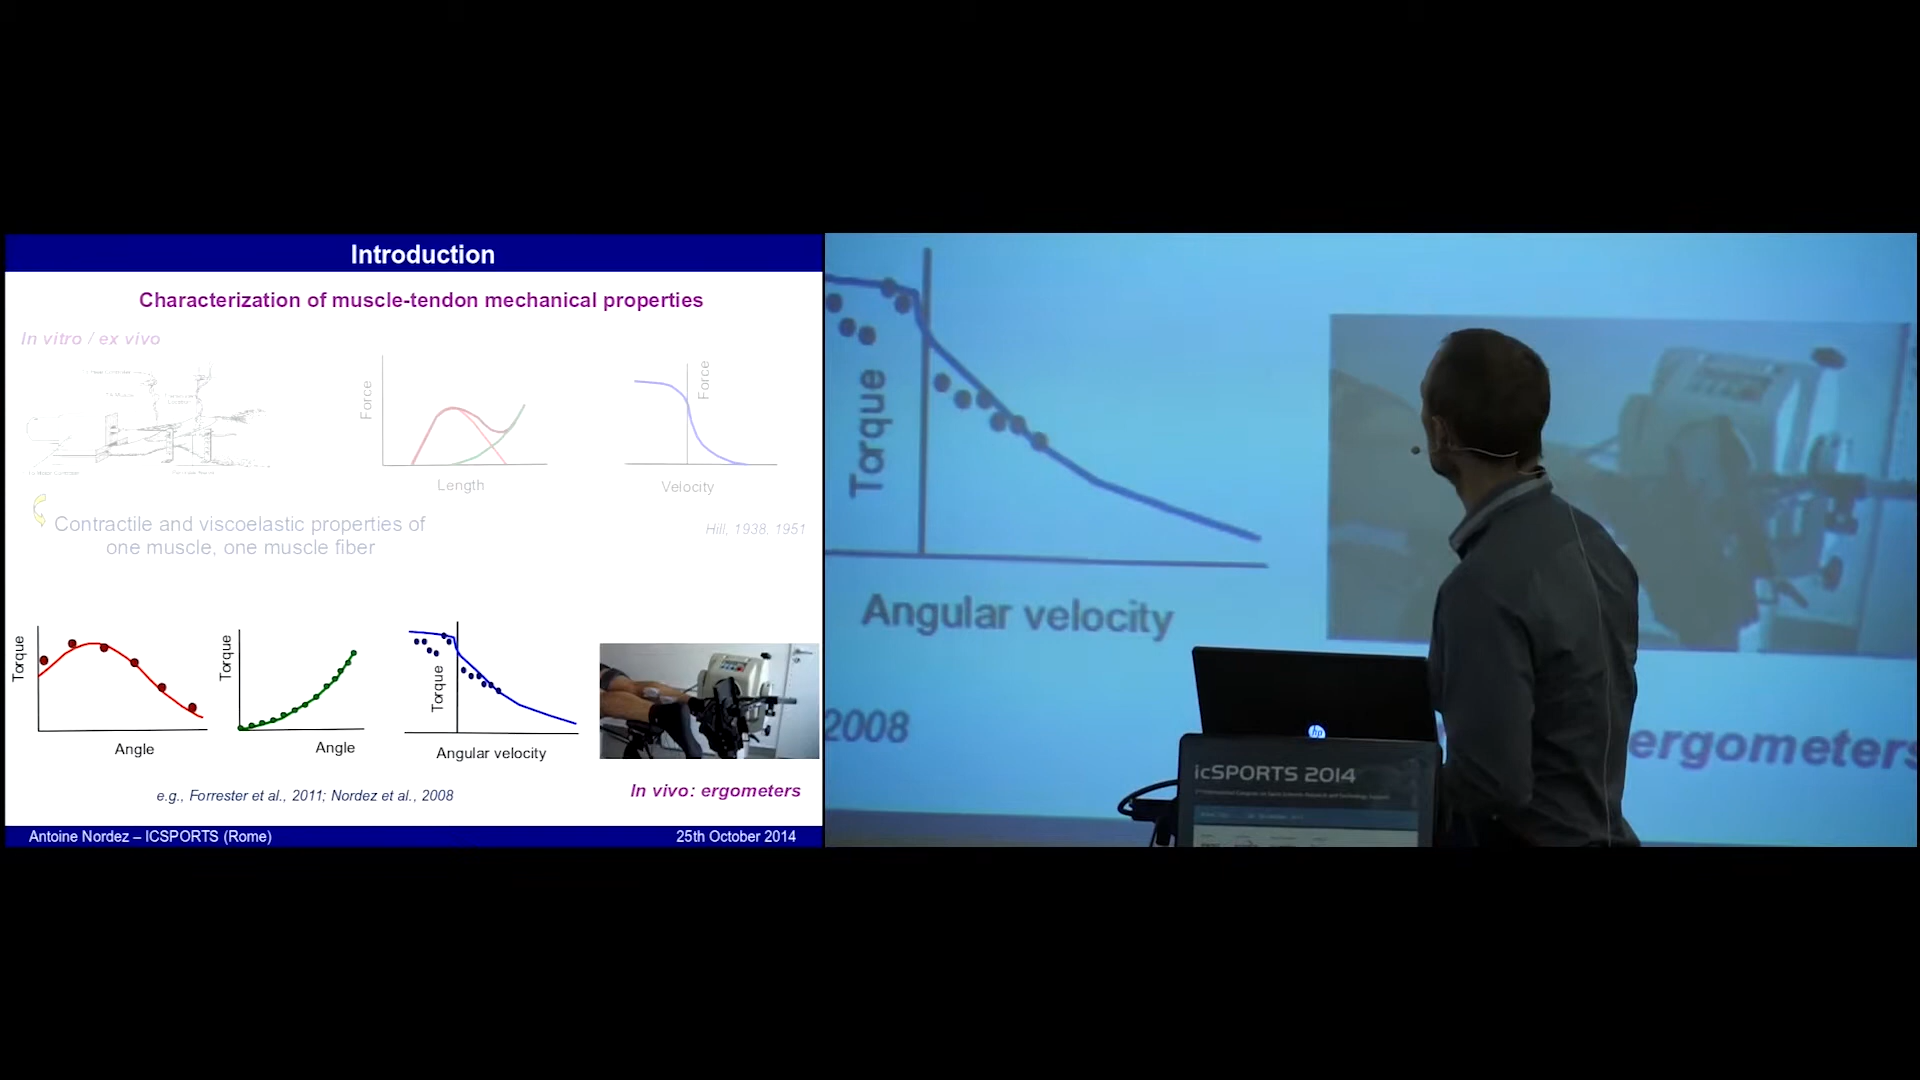 Introduction
Characterization of muscle-tendon mechanical properties
In vitro / ex vivo
Force
Length
Force
Velocity
Contractile and viscoelastic properties of
one muscle, one muscle fiber
Hill, 1938, 1951
Torque
Angle
Torque
Angle
Torque
Angular velocity
e.g., Forrester et al., 2011; Nordez et al., 2008
In vivo: ergometers
Antoine Nordez – ICSPORTS (Rome)
25th October 2014
Torque
Angular velocity
2008
ergometers
hp
icSPORTS 2014